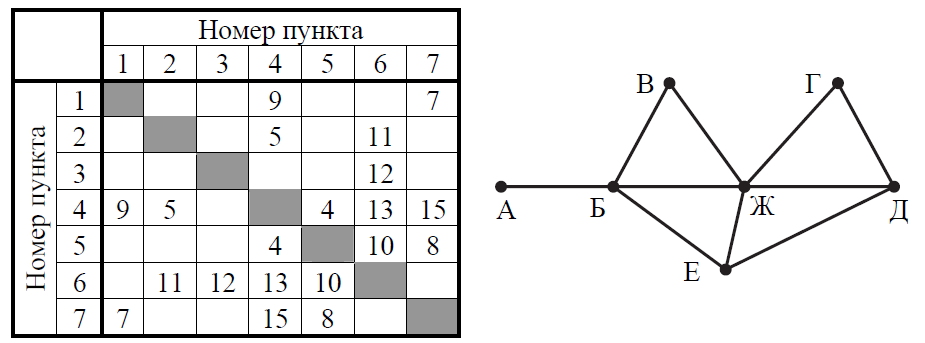 Номер пункта
1 2 3 4 5 6 7
Номер пункта
1 9 7
2 5 11
3 12
4 9 5 4 13 15
5 4 10 8
6 11 12 13 10
7 7 15 8
В Г
А Б Ж Д
Е